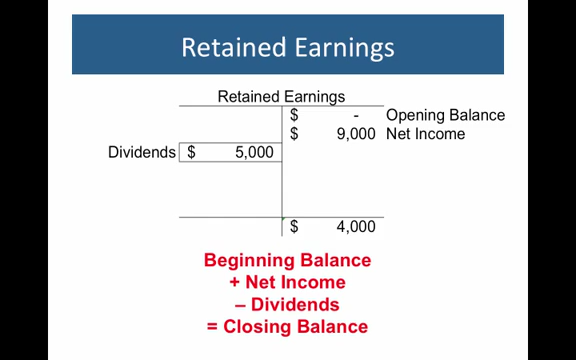 Retained Earnings
Retained Earnings
$ - Opening Balance
$ 9,000 Net Income
Dividends $ 5,000
$ 4,000
Beginning Balance
+ Net Income
– Dividends
= Closing Balance